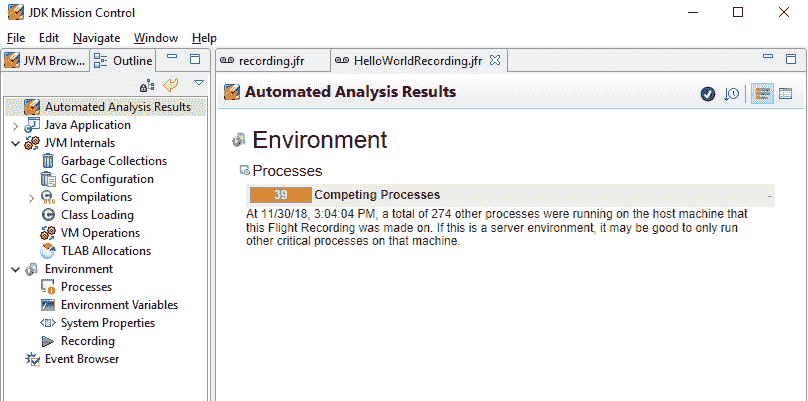 JDK Mission Control
File Edit Navigate Window Help
JVM Brow... Outline
recording.jfr HelloWorldRecording.jfr
Automated Analysis Results
Java Application
JVM Internals
Garbage Collections
GC Configuration
Compilations
Class Loading
VM Operations
TLAB Allocations
Environment
Processes
Environment Variables
System Properties
Recording
Event Browser
Automated Analysis Results
Environment
Processes
39 Competing Processes
At 11/30/18, 3:04:04 PM, a total of 274 other processes were running on the host machine that
this Flight Recording was made on. If this is a server environment, it may be good to only run
other critical processes on that machine.